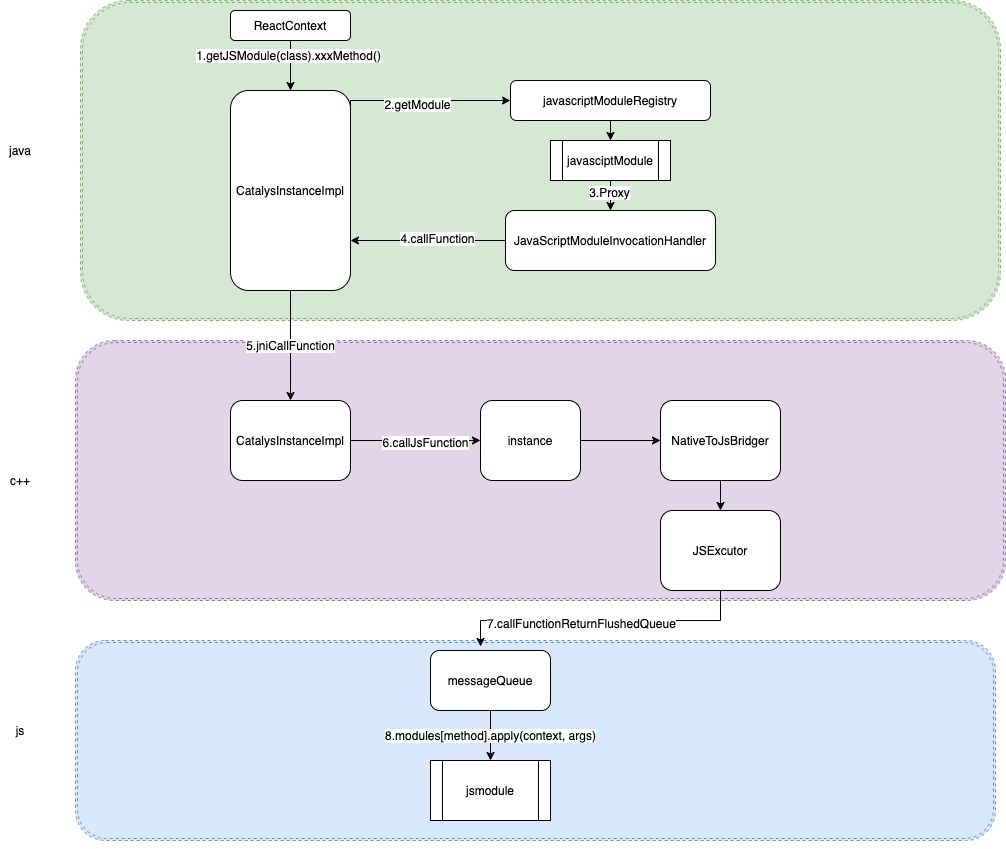 ReactContext
1.getJSModule(class).xxxMethod()
2.getModule
javascriptModuleRegistry
java
javasciptModule
CatalysInstanceImpl
3.Proxy
4.callFunction
JavaScriptModuleInvocationHandler
5.jniCallFunction
CatalysInstanceImpl
6.callJsFunction
instance
NativeToJsBridger
c++
JSExcutor
7.callFunctionReturnFlushedQueue
messageQueue
js
8.modules[method].apply(context, args)
jsmodule